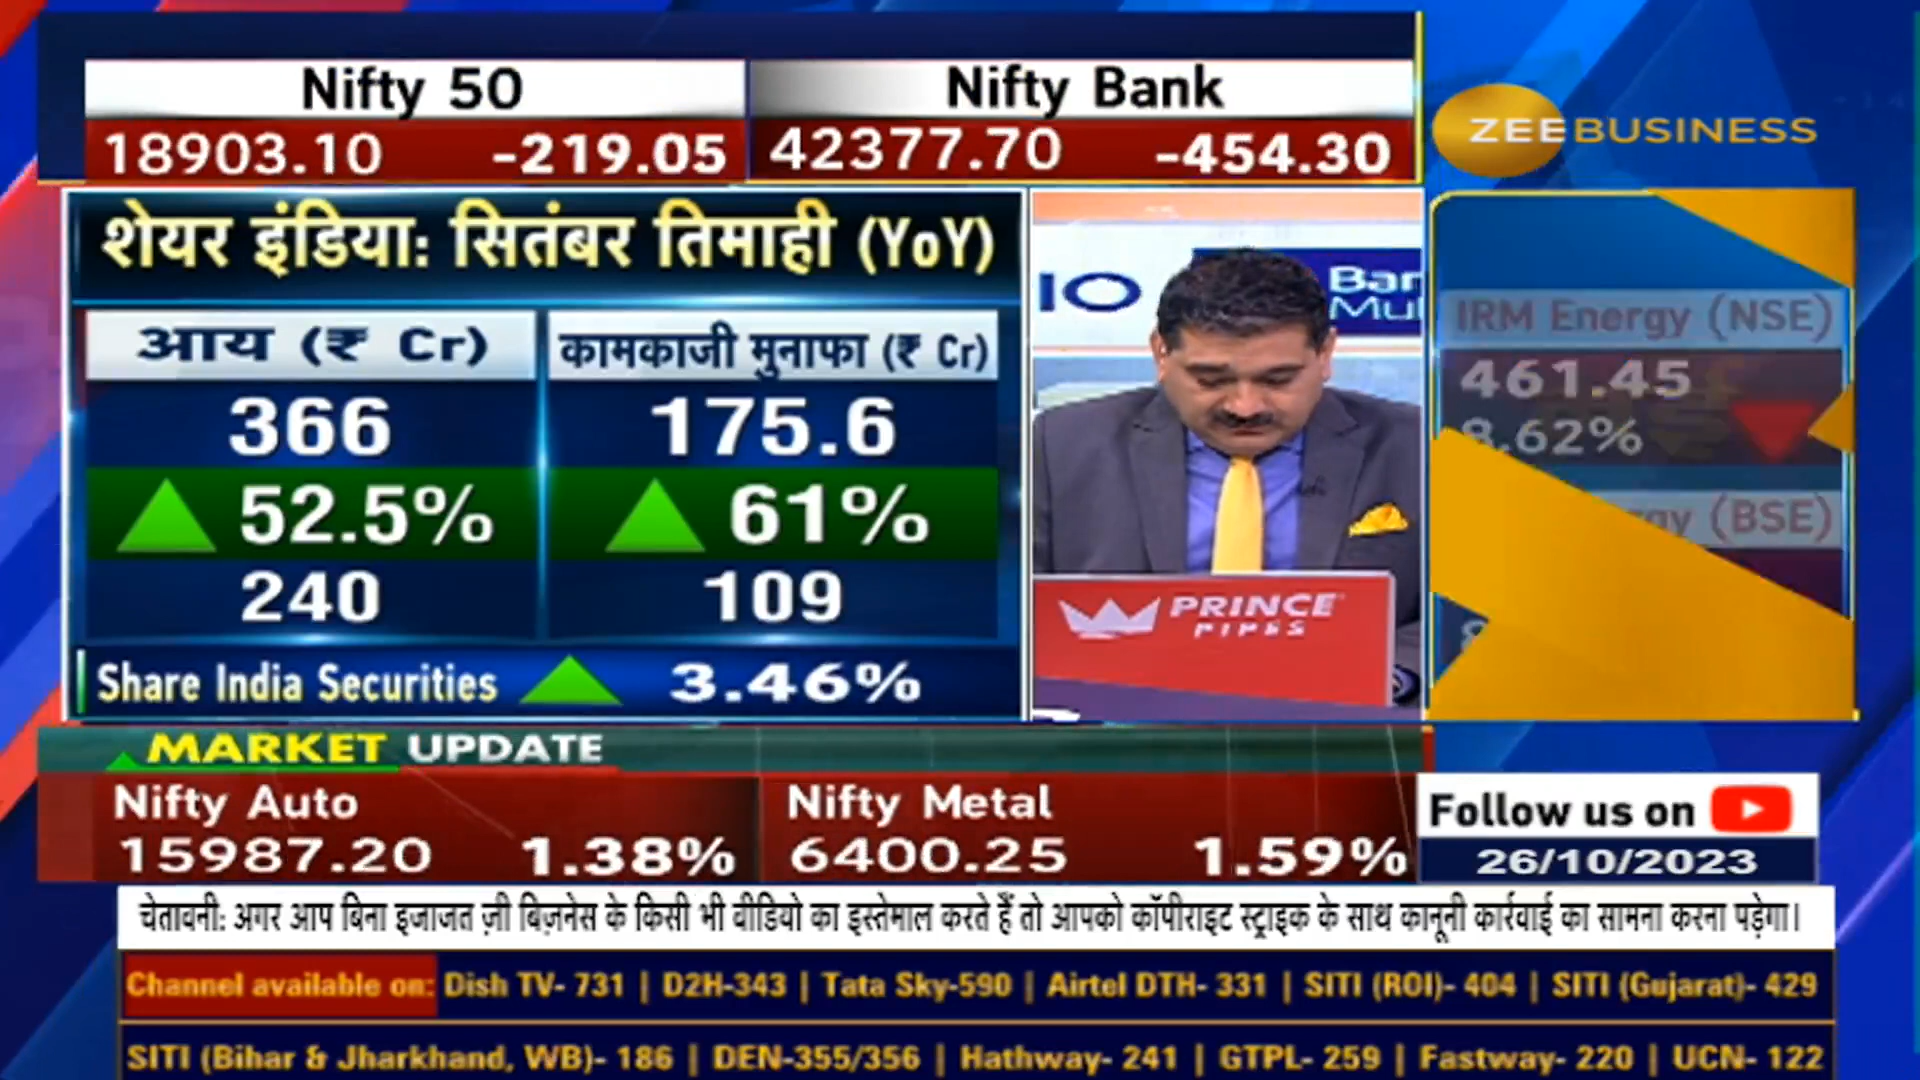 Nifty 50
Nifty Bank
18903.10 -219.05
42377.70 -454.30
ZEEBUSINESS
शेयर इंडिया: सितंबर तिमाही (YoY)
आय (₹ Cr)
कामकाजी मुनाफा (₹ Cr)
366
175.6
52.5%
61%
240
109
Share India Securities 3.46%
IO
Ban
Mu
PRINCE
PIPES
IRM Energy (NSE)
461.45
8.62%
gy (BSE)
MARKET UPDATE
Nifty Auto
15987.20 1.38%
Nifty Metal
6400.25 1.59%
Follow us on
26/10/2023
चेतावनी: अगर आप बिना इजाजत ज़ी बिज़नेस के किसी भी वीडियो का इस्तेमाल करते हैं तो आपको कॉपीराइट स्ट्राइक के साथ कानूनी कार्रवाई का सामना करना पड़ेगा।
Channel available on: Dish TV- 731 | D2H-343 | Tata Sky-590 | Airtel DTH- 331 | SITI (ROI)- 404 | SITI (Gujarat)- 429
SITI (Bihar & Jharkhand, WB)- 186 | DEN-355/356 | Hathway- 241 | GTPL- 259 | Fastway- 220 | UCN- 122